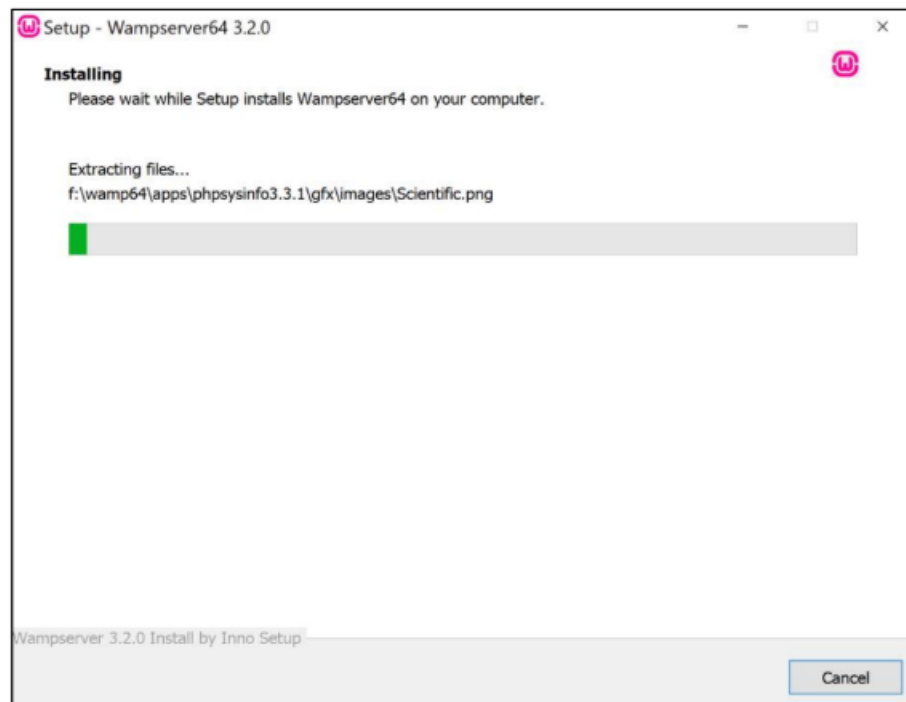 Setup - Wampserver64 3.2.0
Installing
Please wait while Setup installs Wampserver64 on your computer.
Extracting files...
f:\wamp64\apps\phpsysinfo3.3.1\gfx\images\Scientific.png
Wampserver 3.2.0 Install by Inno Setup
Cancel